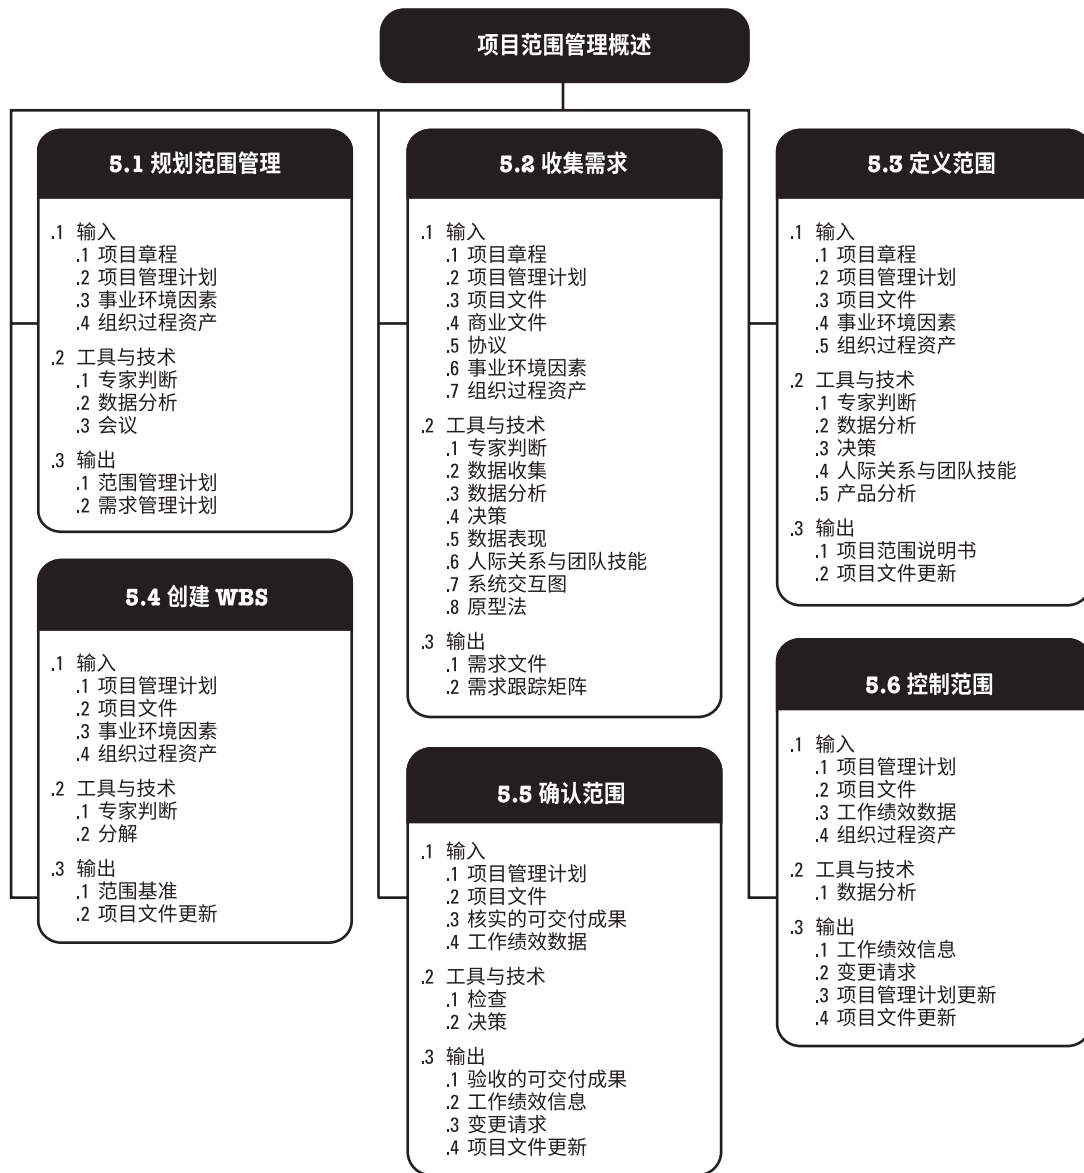 项目范围管理概述
5.1 规划范围管理
.1 输入
.1 项目章程
.2 项目管理计划
.3 事业环境因素
.4 组织过程资产
.2 工具与技术
.1 专家判断
.2 数据分析
.3 会议
.3 输出
.1 范围管理计划
.2 需求管理计划
5.2 收集需求
.1 输入
.1 项目章程
.2 项目管理计划
.3 项目文件
.4 商业文件
.5 协议
.6 事业环境因素
.7 组织过程资产
.2 工具与技术
.1 专家判断
.2 数据收集
.3 数据分析
.4 决策
.5 数据表现
.6 人际关系与团队技能
.7 系统交互图
.8 原型法
.3 输出
.1 需求文件
.2 需求跟踪矩阵
5.3 定义范围
.1 输入
.1 项目章程
.2 项目管理计划
.3 项目文件
.4 事业环境因素
.5 组织过程资产
.2 工具与技术
.1 专家判断
.2 数据分析
.3 决策
.4 人际关系与团队技能
.5 产品分析
.3 输出
.1 项目范围说明书
.2 项目文件更新
5.4 创建 WBS
.1 输入
.1 项目管理计划
.2 项目文件
.3 事业环境因素
.4 组织过程资产
.2 工具与技术
.1 专家判断
.2 分解
.3 输出
.1 范围基准
.2 项目文件更新
5.5 确认范围
.1 输入
.1 项目管理计划
.2 项目文件
.3 核实的可交付成果
.4 工作绩效数据
.2 工具与技术
.1 检查
.2 决策
.3 输出
.1 验收的可交付成果
.2 工作绩效信息
.3 变更请求
.4 项目文件更新
5.6 控制范围
.1 输入
.1 项目管理计划
.2 项目文件
.3 工作绩效数据
.4 组织过程资产
.2 工具与技术
.1 数据分析
.3 输出
.1 工作绩效信息
.2 变更请求
.3 项目管理计划更新
.4 项目文件更新